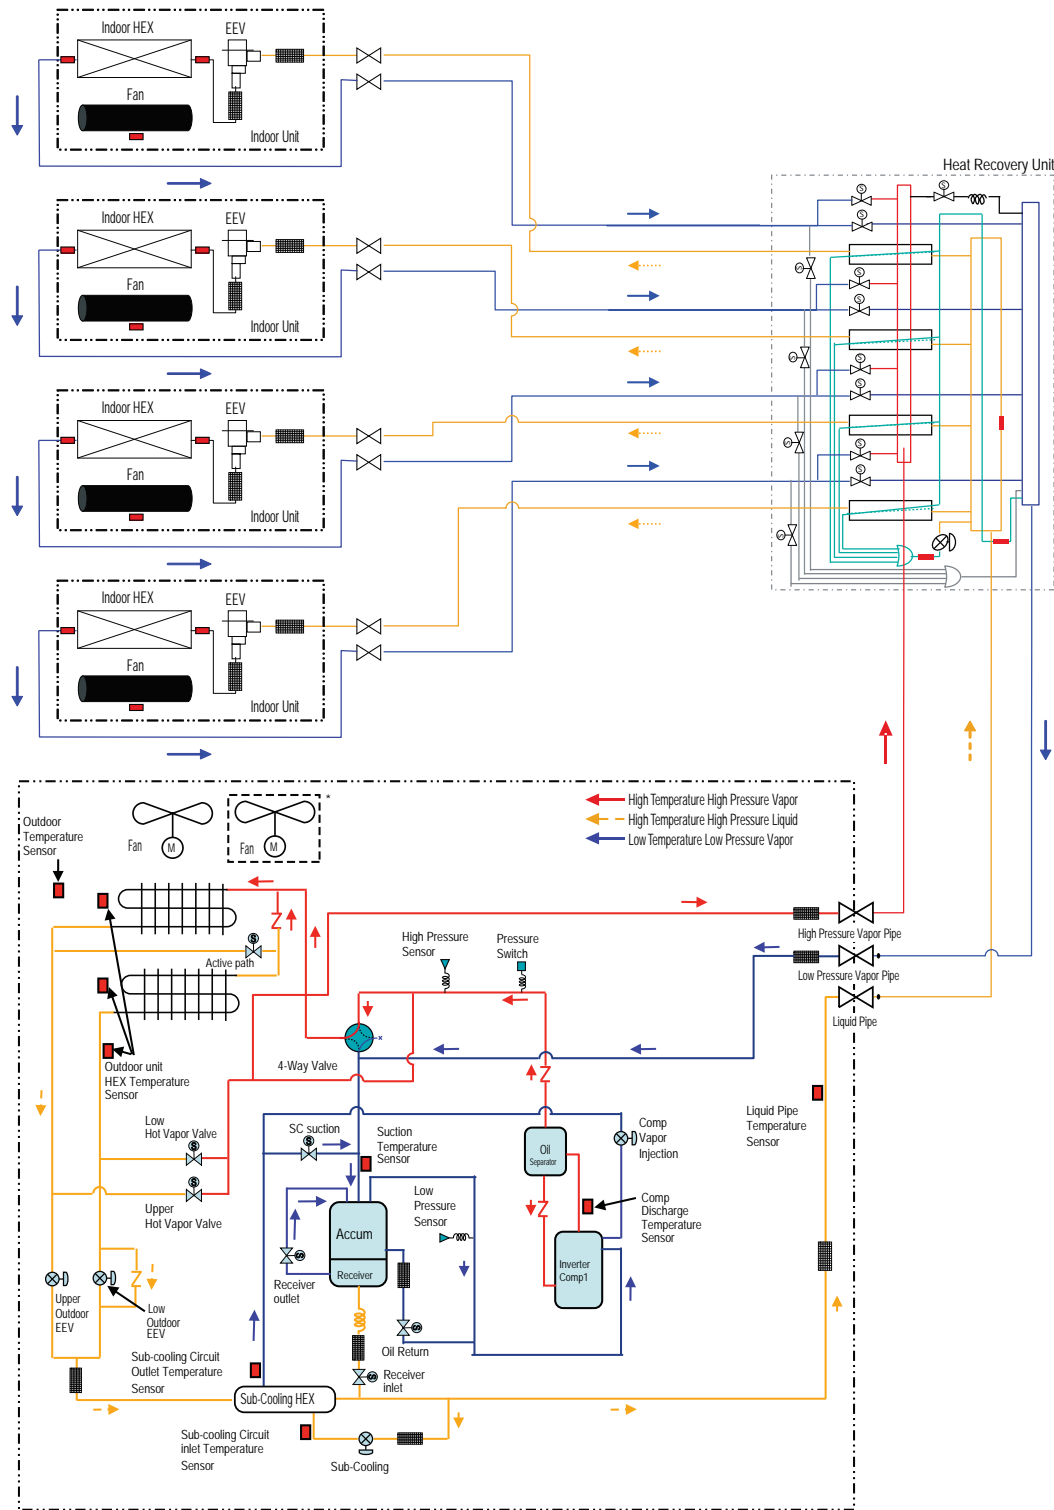 Indoor HEX
EEV
Fan
Indoor Unit
Heat Recovery Unit
S
S
S
Indoor HEX
EEV
Fan
Indoor Unit
S
S
S
S
Indoor HEX
EEV
Fan
Indoor Unit
S
S
S
S
S
S
Indoor HEX
EEV
Fan
Indoor Unit
*
Fan
M
Fan
M
High Temperature High Pressure Vapor
High Temperature High Pressure Liquid
Low Temperature Low Pressure Vapor
Outdoor
Temperature
Sensor
S
Active path
High Pressure
Sensor
Pressure
Switch
High Pressure Vapor Pipe
Low Pressure Vapor Pipe
Liquid Pipe
4-Way Valve
Outdoor unit
HEX Temperature
Sensor
Low
Hot Vapor Valve
S
Upper
Hot Vapor Valve
S
SC suction
S
Suction
Temperature
Sensor
Comp
Vapor
Injection
Liquid Pipe
Temperature
Sensor
Oil
Separator
Low
Pressure
Sensor
Comp
Discharge
Temperature
Sensor
Accum
Receiver
Inverter
Comp1
Receiver
outlet
S
Upper
Outdoor
EEV
Low
Outdoor
EEV
Oil Return
S
Receiver
inlet
S
Sub-cooling Circuit
Outlet Temperature
Sensor
Sub-Cooling HEX
Sub-cooling Circuit
inlet Temperature
Sensor
Sub-Cooling